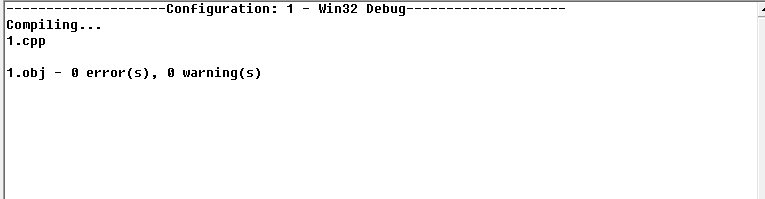 --------------------Configuration: 1 - Win32 Debug--------------------
Compiling...
1.cpp
1.obj - 0 error(s), 0 warning(s)